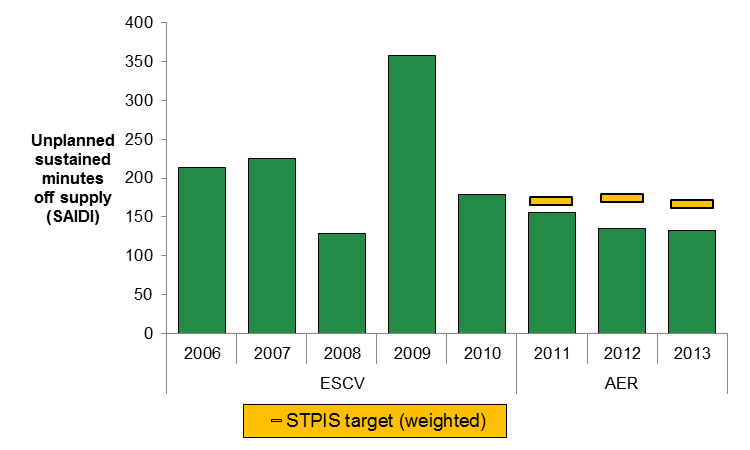 400
350
300
250
200
150
100
50
0
Unplanned
sustained
minutes
off supply
(SAIDI)
2006 2007 2008 2009 2010 2011 2012 2013
ESCV AER
STPIS target (weighted)